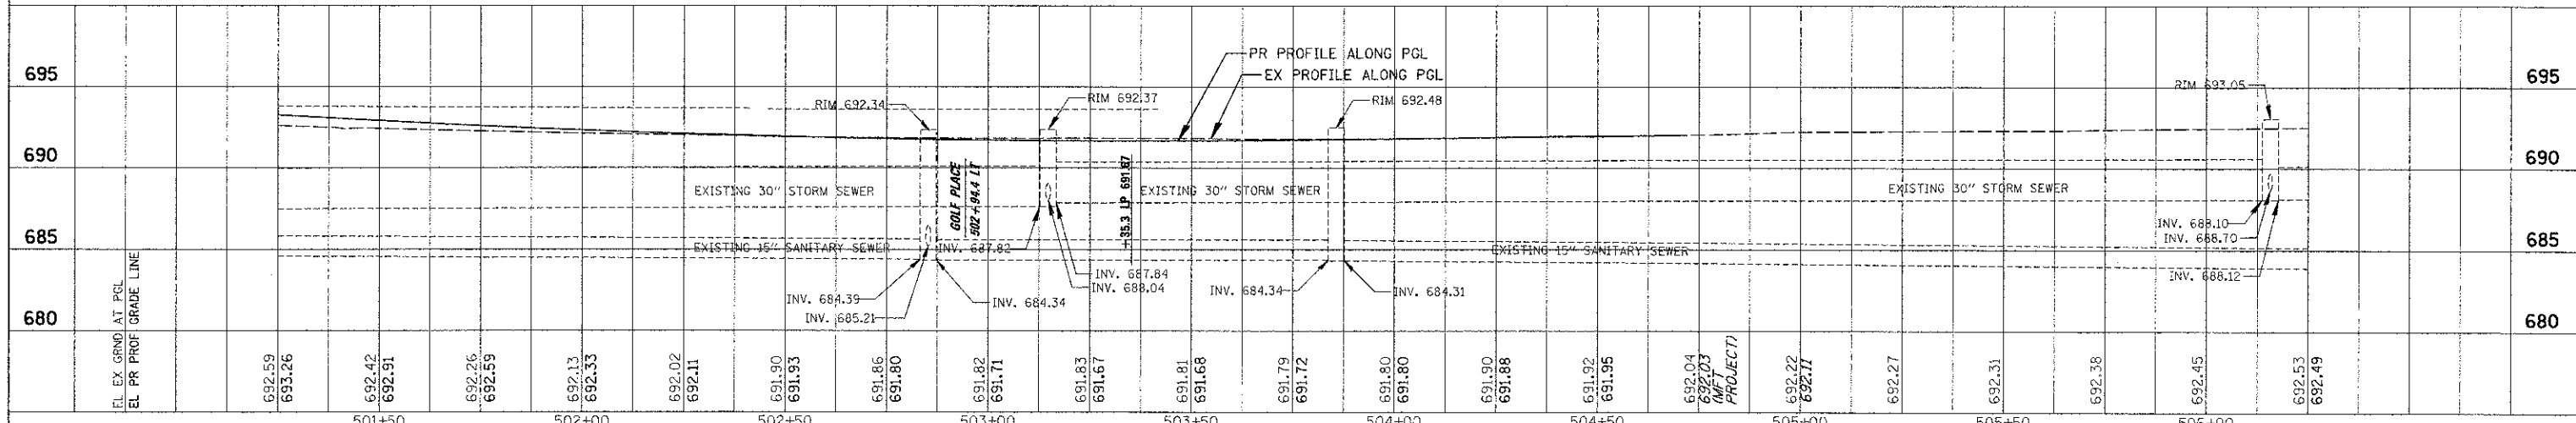 695
690
685
680
695
690
685
680
PR PROFILE ALONG PGL
EX PROFILE ALONG PGL
RIM 692.34
RIM 692.37
RIM 692.48
RIM 693.05
EXISTING 30" STORM SEWER
EXISTING 30" STORM SEWER
EXISTING 30" STORM SEWER
GOLF PLACE
502+94.4 LT
+35.3 LP 691.67
EXISTING 15" SANITARY SEWER
EXISTING 15" SANITARY SEWER
INV. 687.82
INV. 687.84
INV. 688.04
INV. 684.39
INV. 685.21
INV. 684.34
INV. 684.34
INV. 684.31
INV. 688.10
INV. 688.70
INV. 688.12
EL EX GRND AT PGL
EL PR PROF GRADE LINE
692.59
693.26
692.42
692.91
692.26
692.59
692.13
692.33
692.02
692.11
691.90
691.93
691.86
691.80
691.82
691.71
691.83
691.67
691.81
691.68
691.79
691.72
691.80
691.80
691.90
691.88
691.92
691.95
692.04
692.03
(MFT
PROJECT)
692.22
692.11
692.27
692.31
692.38
692.45
692.53
692.49
501+50
502+00
502+50
503+00
503+50
504+00
504+50
505+00
505+50
506+00